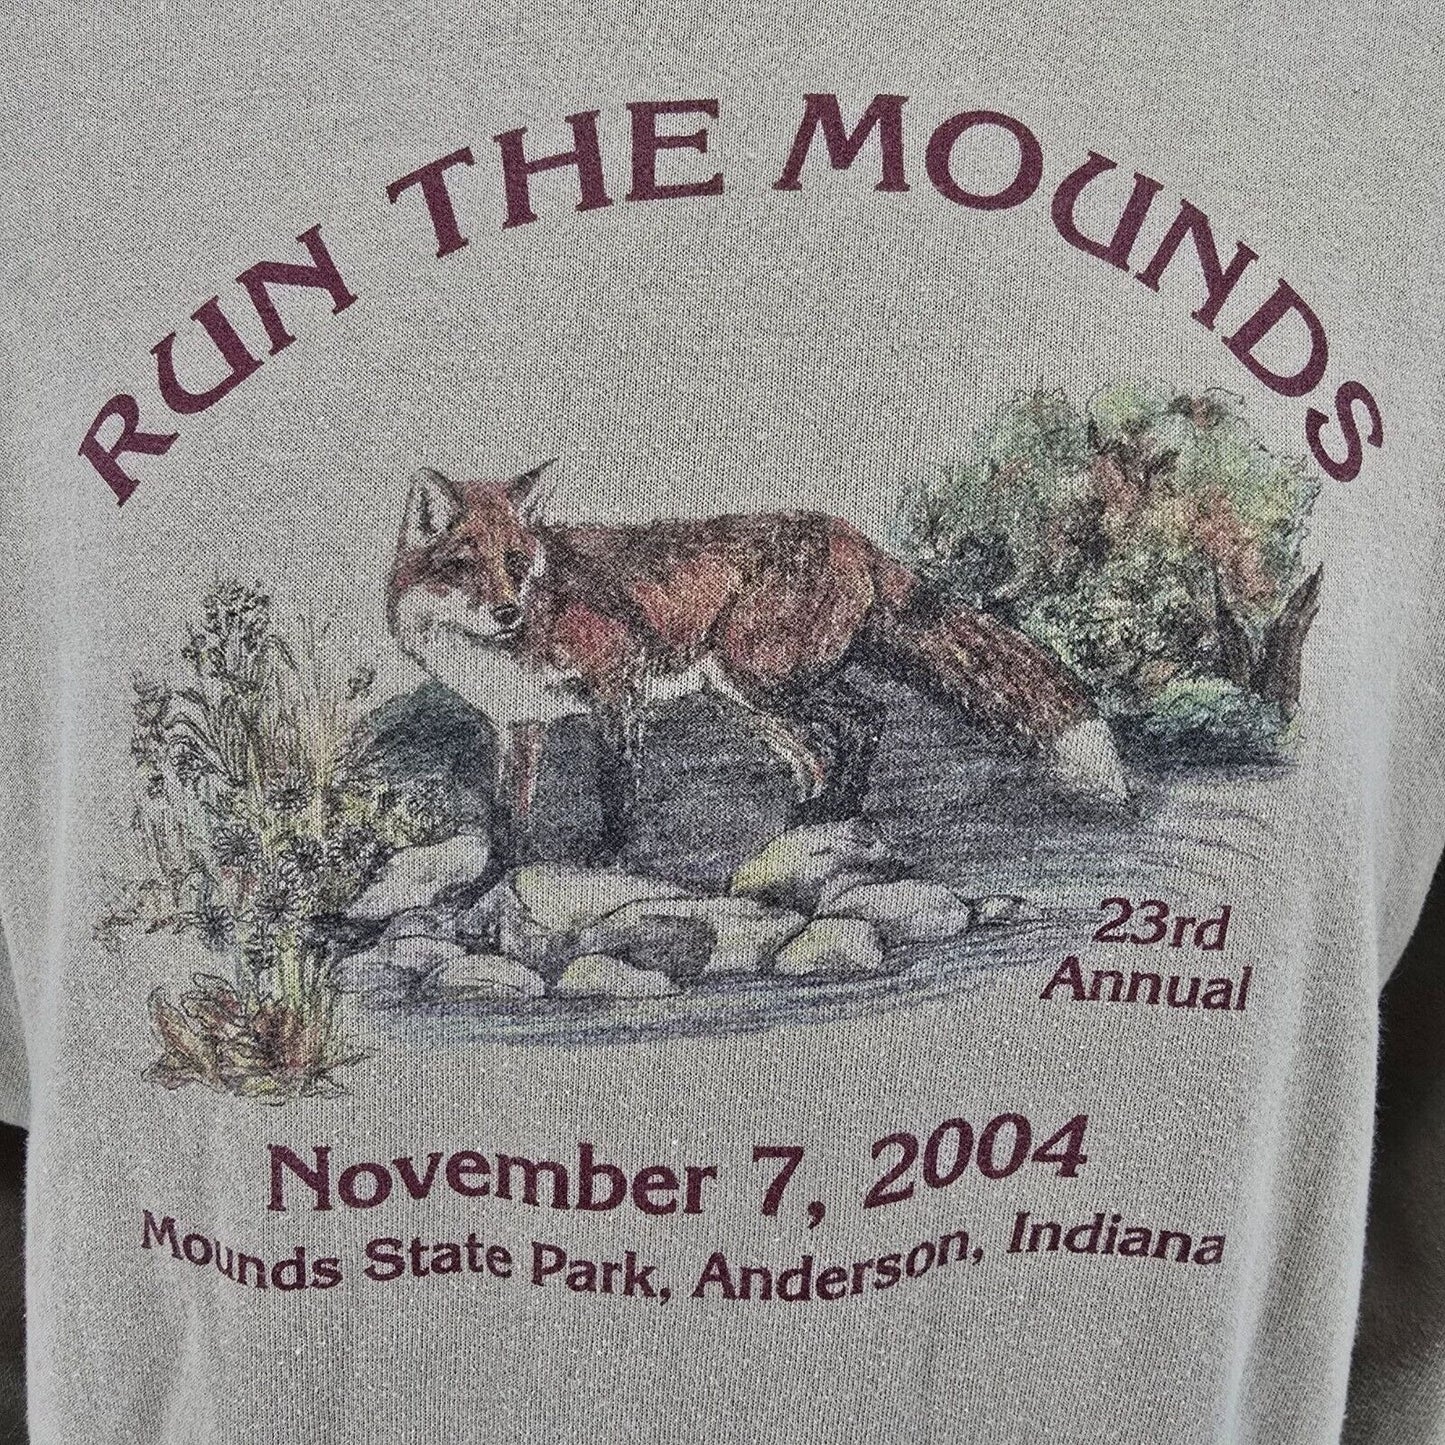 RUN THE MOUNDS
23rd
Annual
November 7, 2004
Mounds State Park, Anderson, Indiana